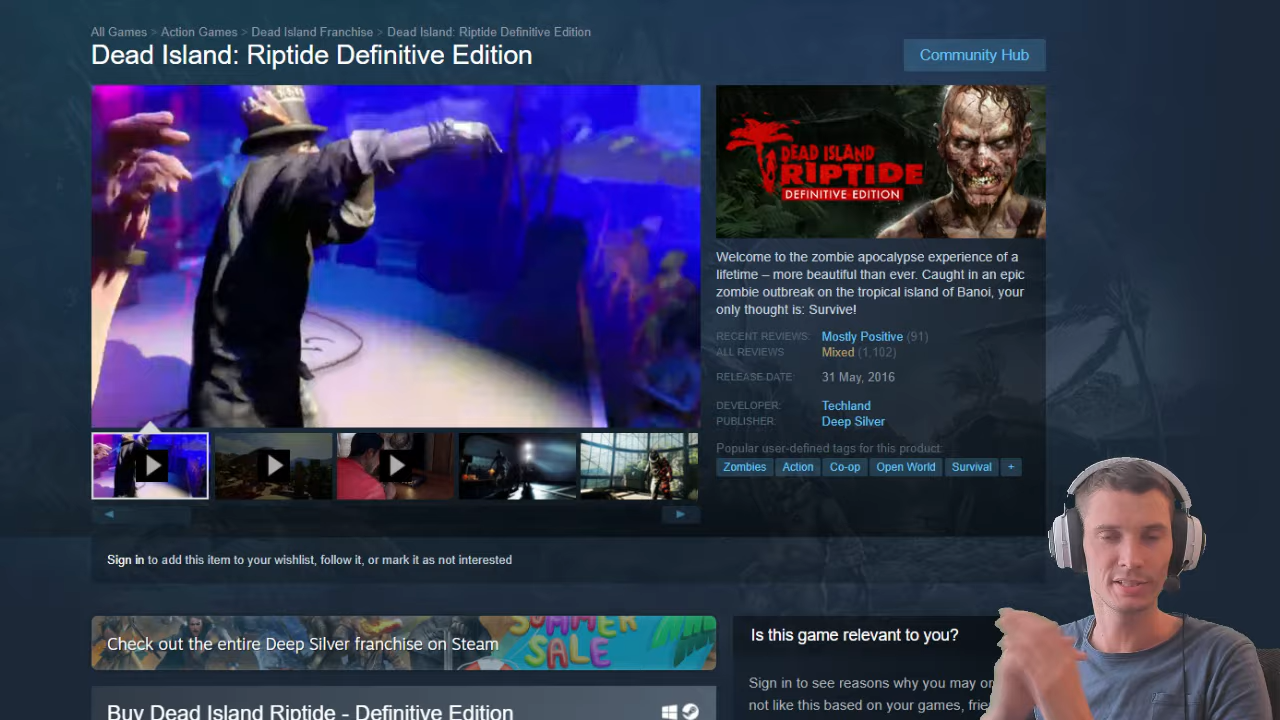 All Games > Action Games > Dead Island Franchise > Dead Island: Riptide Definitive Edition
Dead Island: Riptide Definitive Edition
Community Hub
DEAD ISLAND
RIPTIDE
DEFINITIVE EDITION
Welcome to the zombie apocalypse experience of a
lifetime – more beautiful than ever. Caught in an epic
zombie outbreak on the tropical island of Banoi, your
only thought is: Survive!
RECENT REVIEWS: Mostly Positive (91)
ALL REVIEWS Mixed (1,102)
RELEASE DATE: 31 May, 2016
DEVELOPER: Techland
PUBLISHER: Deep Silver
Popular user-defined tags for this product:
Zombies Action Co-op Open World Survival +
Sign in to add this item to your wishlist, follow it, or mark it as not interested
Check out the entire Deep Silver franchise on Steam
SUMMER
SALE
Is this game relevant to you?
Sign in to see reasons why you may or
not like this based on your games, frie
Buy Dead Island Riptide - Definitive Edition